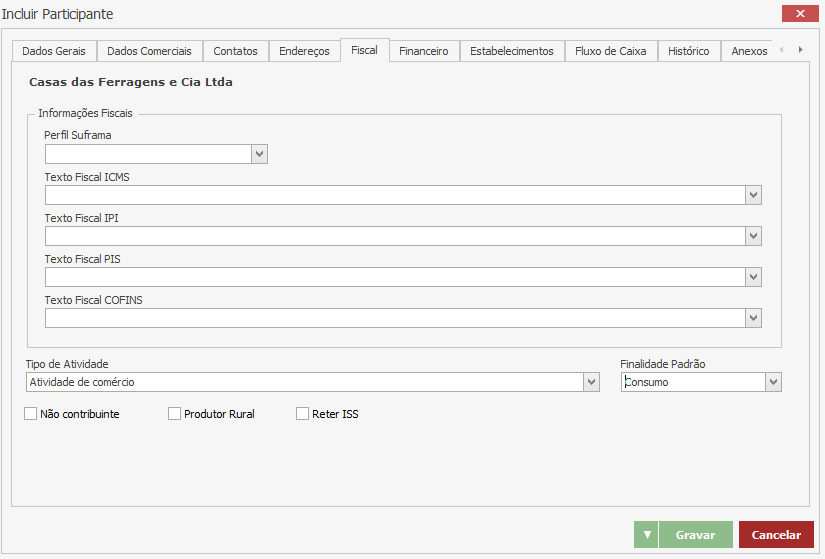 Incluir Participante
Dados Gerais Dados Comerciais Contatos Endereços Fiscal Financeiro Estabelecimentos Fluxo de Caixa Histórico Anexos
Casas das Ferragens e Cia Ltda
Informações Fiscais
Perfil Suframa
Texto Fiscal ICMS
Texto Fiscal IPI
Texto Fiscal PIS
Texto Fiscal COFINS
Tipo de Atividade Finalidade Padrão
Atividade de comércio Consumo
Não contribuinte Produtor Rural Reter ISS
Gravar Cancelar